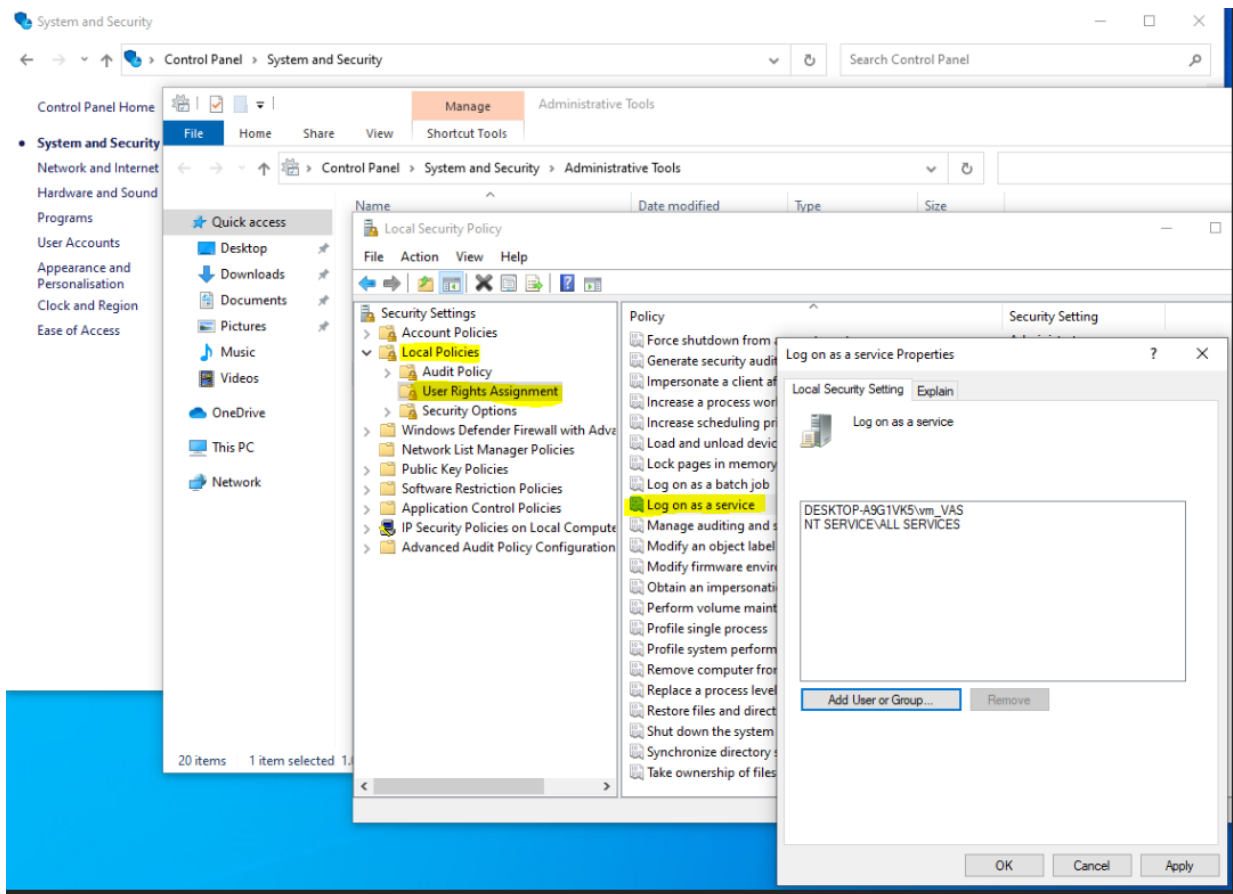 System and Security
Control Panel > System and Security
Search Control Panel
Control Panel Home
System and Security
Network and Internet
Hardware and Sound
Programs
User Accounts
Appearance and
Personalisation
Clock and Region
Ease of Access
Manage
Administrative Tools
File
Home
Share
View
Shortcut Tools
Control Panel > System and Security > Administrative Tools
Name
Date modified
Type
Size
Quick access
Desktop
Downloads
Documents
Pictures
Music
Videos
OneDrive
This PC
Network
20 items
1 item selected
Local Security Policy
File Action View Help
Security Settings
Account Policies
Local Policies
Audit Policy
User Rights Assignment
Security Options
Windows Defender Firewall with Adva
Network List Manager Policies
Public Key Policies
Software Restriction Policies
Application Control Policies
IP Security Policies on Local Compute
Advanced Audit Policy Configuration
Policy
Security Setting
Force shutdown from a
Generate security audit
Impersonate a client af
Increase a process wor
Increase scheduling pri
Load and unload devic
Lock pages in memory
Log on as a batch job
Log on as a service
Manage auditing and s
Modify an object label
Modify firmware envir
Obtain an impersonati
Perform volume maint
Profile single process
Profile system perform
Remove computer fror
Replace a process level
Restore files and direct
Shut down the system
Synchronize directory s
Take ownership of files
Log on as a service Properties
?
Local Security Setting
Explain
Log on as a service
DESKTOP-A9G1VK5\vm_VAS
NT SERVICE\ALL SERVICES
Add User or Group...
Remove
OK
Cancel
Apply